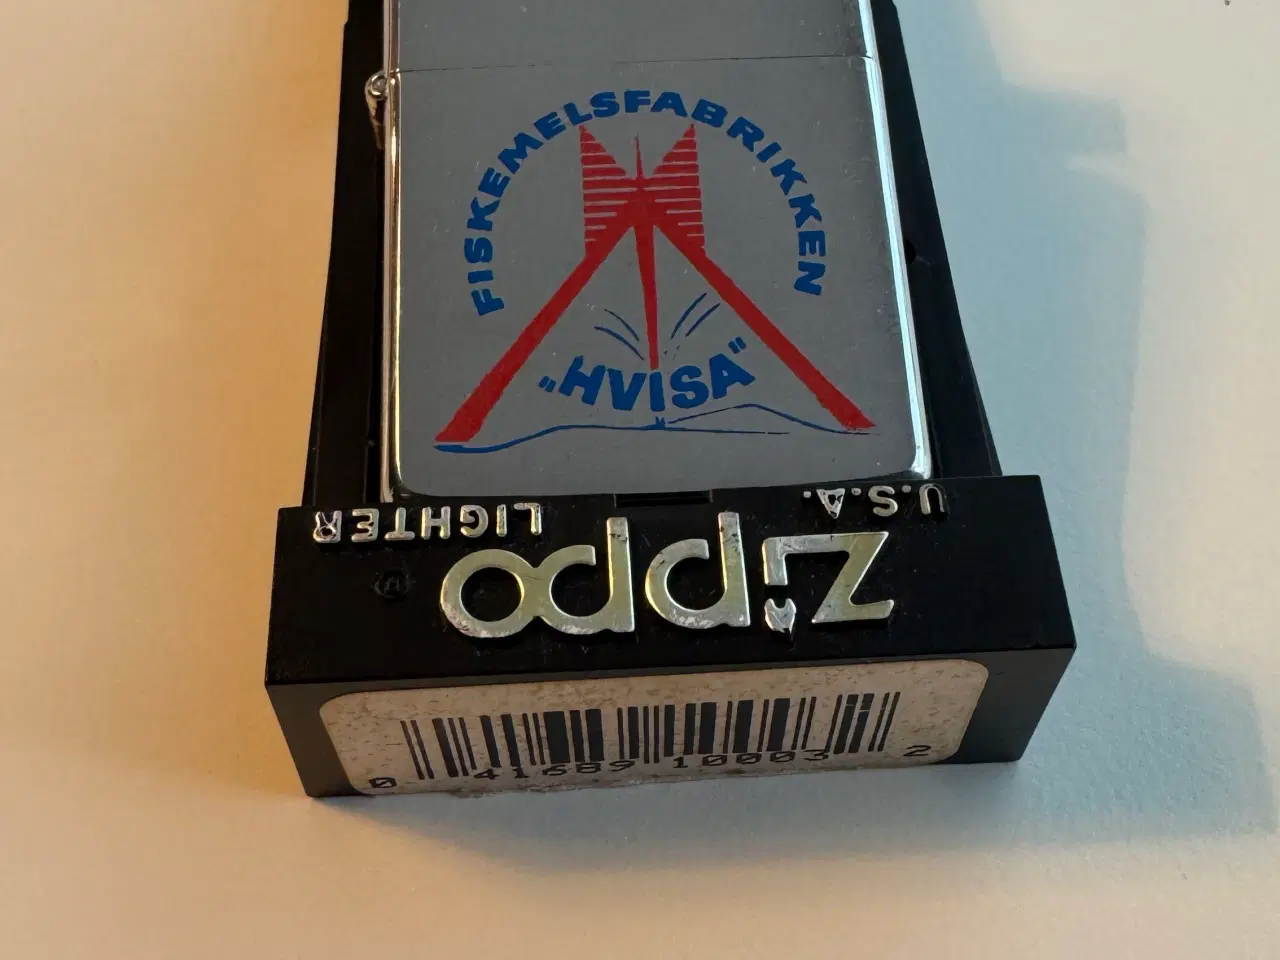 FISKEMELSFABRIKKEN
"HVISA"
U.S.A.
LIGHTER
Zippo
0 41689 10003 2